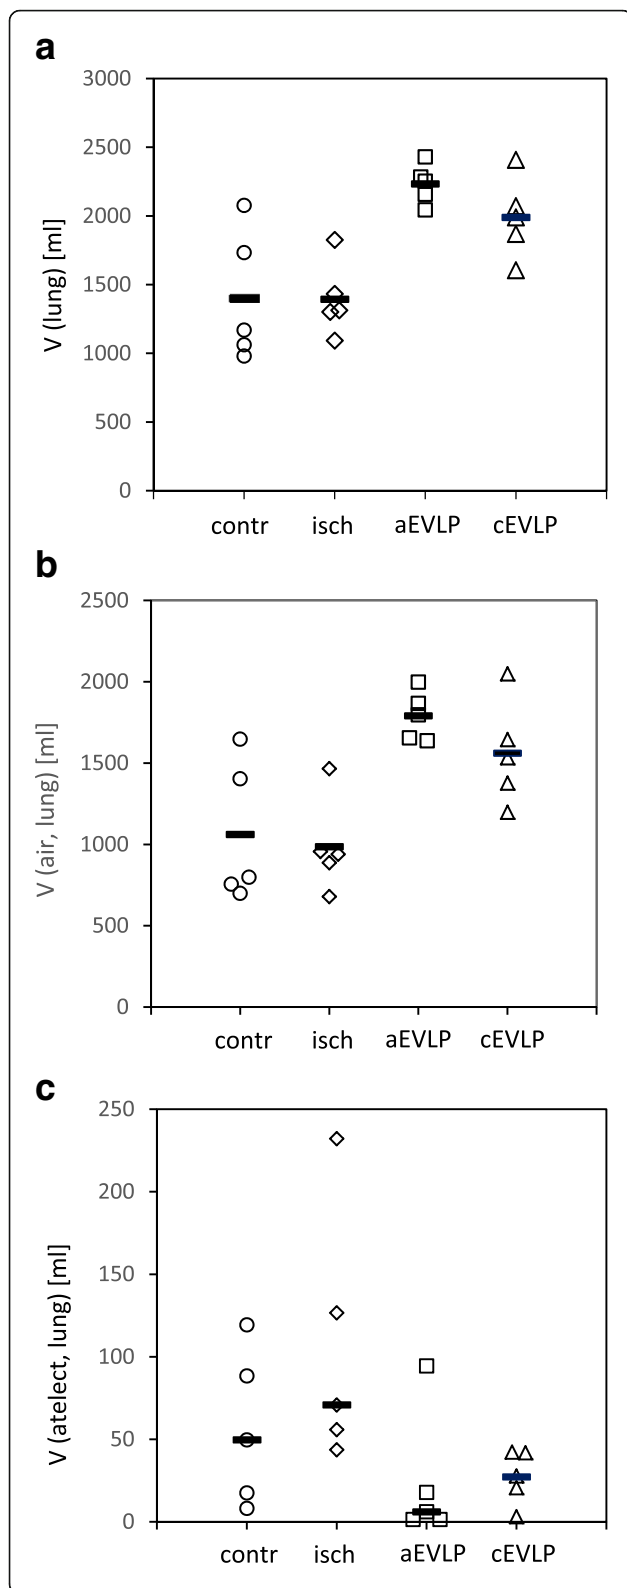 a
3000
2500
2000
1500
1000
500
0
V (lung) [ml]
contr isch aEVLP cEVLP
b
2500
2000
1500
1000
500
0
V (air, lung) [ml]
contr isch aEVLP cEVLP
c
250
200
150
100
50
0
V (atelect, lung) [ml]
contr isch aEVLP cEVLP